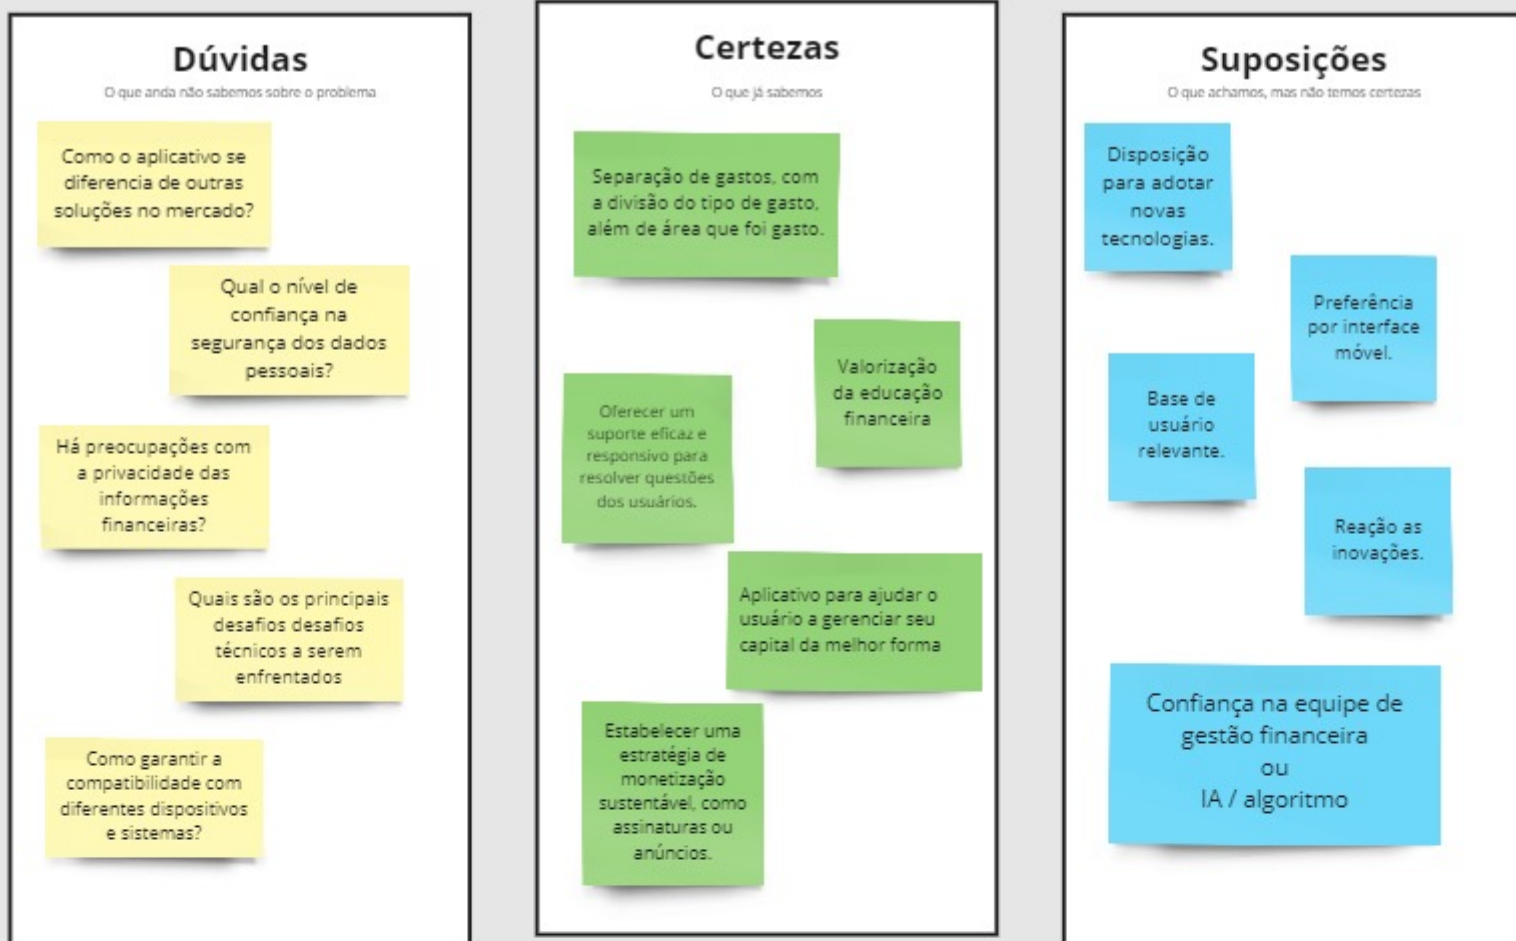 Dúvidas
O que anda não sabemos sobre o problema
Como o aplicativo se
diferencia de outras
soluções no mercado?
Qual o nível de
confiança na
segurança dos dados
pessoais?
Há preocupações com
a privacidade das
informações
financeiras?
Quais são os principais
desafios desafios
técnicos a serem
enfrentados
Como garantir a
compatibilidade com
diferentes dispositivos
e sistemas?
Certezas
O que já sabemos
Separação de gastos, com
a divisão do tipo de gasto,
além de área que foi gasto.
Valorização
da educação
financeira
Oferecer um
suporte eficaz e
responsivo para
resolver questões
dos usuários.
Aplicativo para ajudar o
usuário a gerenciar seu
capital da melhor forma
Estabelecer uma
estratégia de
monetização
sustentável, como
assinaturas ou
anúncios.
Suposições
O que achamos, mas não temos certezas
Disposição
para adotar
novas
tecnologias.
Preferência
por interface
móvel.
Base de
usuário
relevante.
Reação as
inovações.
Confiança na equipe de
gestão financeira
ou
IA / algoritmo